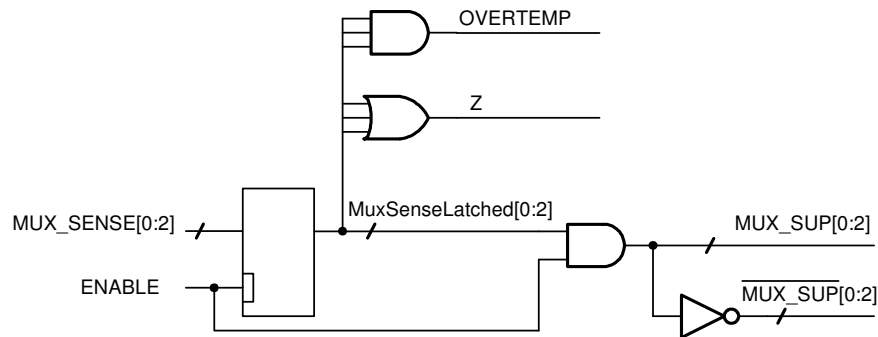 OVERTEMP
Z
MUX_SENSE[0:2]
MuxSenseLatched[0:2]
MUX_SUP[0:2]
ENABLE
MUX_SUP[0:2]